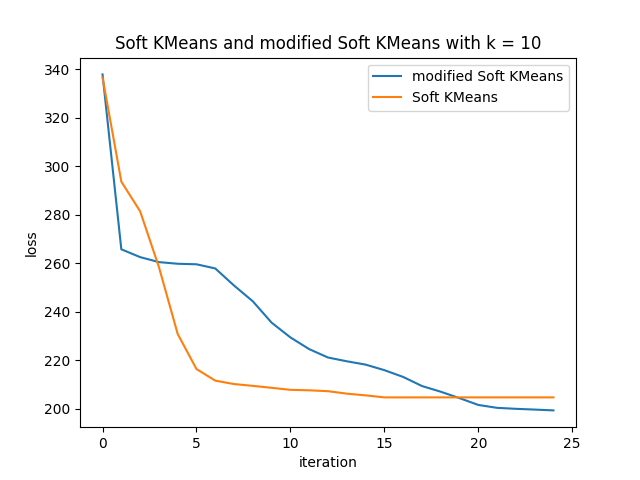 Soft KMeans and modified Soft KMeans with k = 10
modified Soft KMeans
Soft KMeans
340
320
300
280
260
240
220
200
loss
0 5 10 15 20 25
iteration